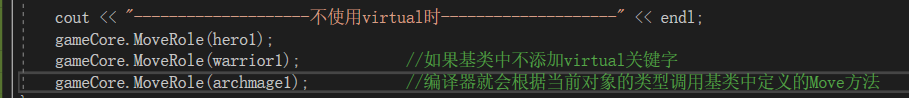 cout << "--------------------不使用virtual时--------------------" << endl;
gameCore.MoveRole(hero1);
gameCore.MoveRole(warrior1); //如果基类中不添加virtual关键字
gameCore.MoveRole(archmage1); //编译器就会根据当前对象的类型调用基类中定义的Move方法